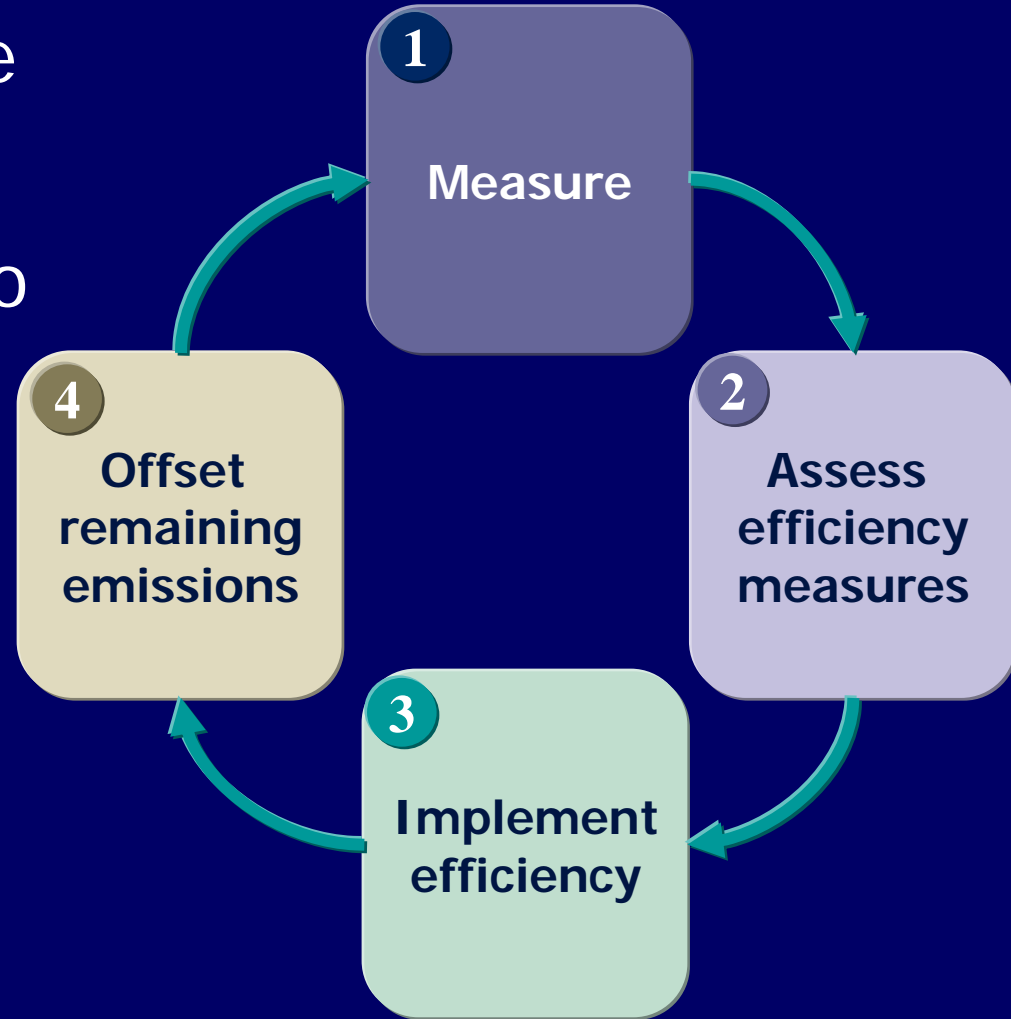 e
o
1
Measure
2
Assess
efficiency
measures
3
Implement
efficiency
4
Offset
remaining
emissions